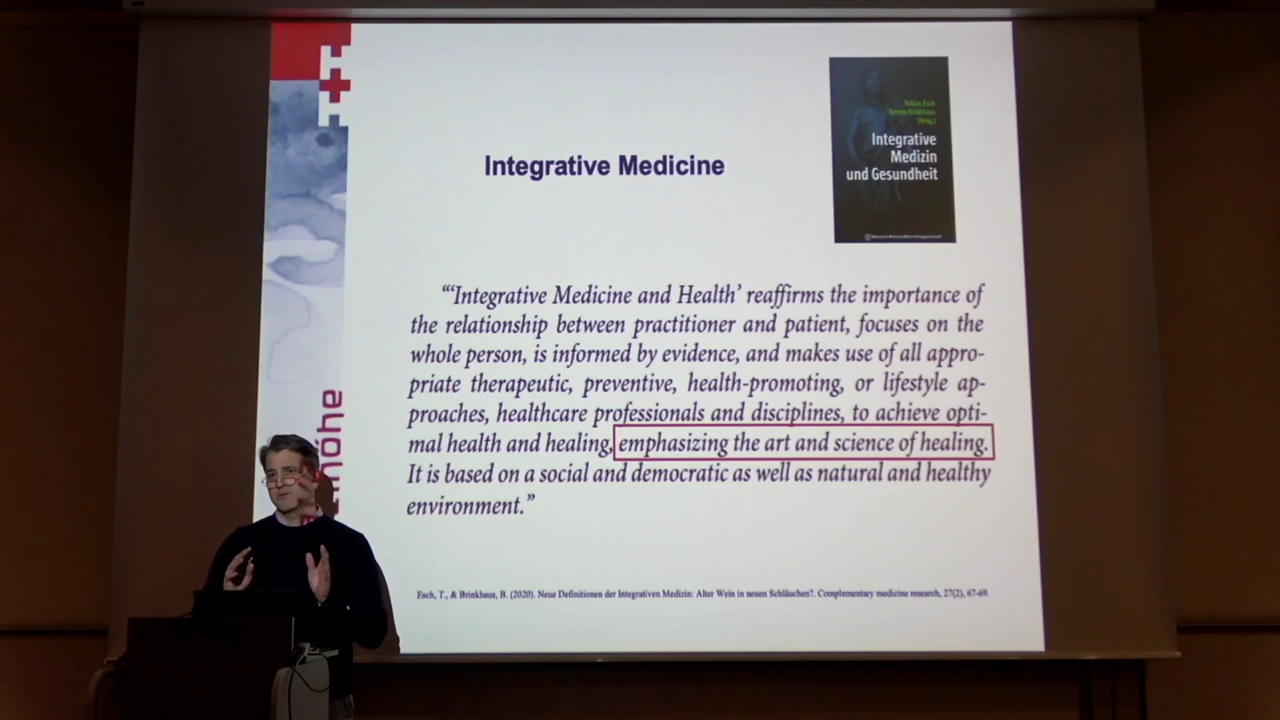 Integrative Medicine
Tobias Esch
Benno Brinkhaus
(Hrsg.)
Integrative
Medizin
und Gesundheit
“‘Integrative Medicine and Health’ reaffirms the importance of
the relationship between practitioner and patient, focuses on the
whole person, is informed by evidence, and makes use of all appro-
priate therapeutic, preventive, health-promoting, or lifestyle ap-
proaches, healthcare professionals and disciplines, to achieve opti-
mal health and healing, emphasizing the art and science of healing.
It is based on a social and democratic as well as natural and healthy
environment.”
Esch, T., & Brinkhaus, B. (2020). Neue Definitionen der Integrativen Medizin: Alter Wein in neuen Schläuchen?. Complementary medicine research, 27(2), 67-69.